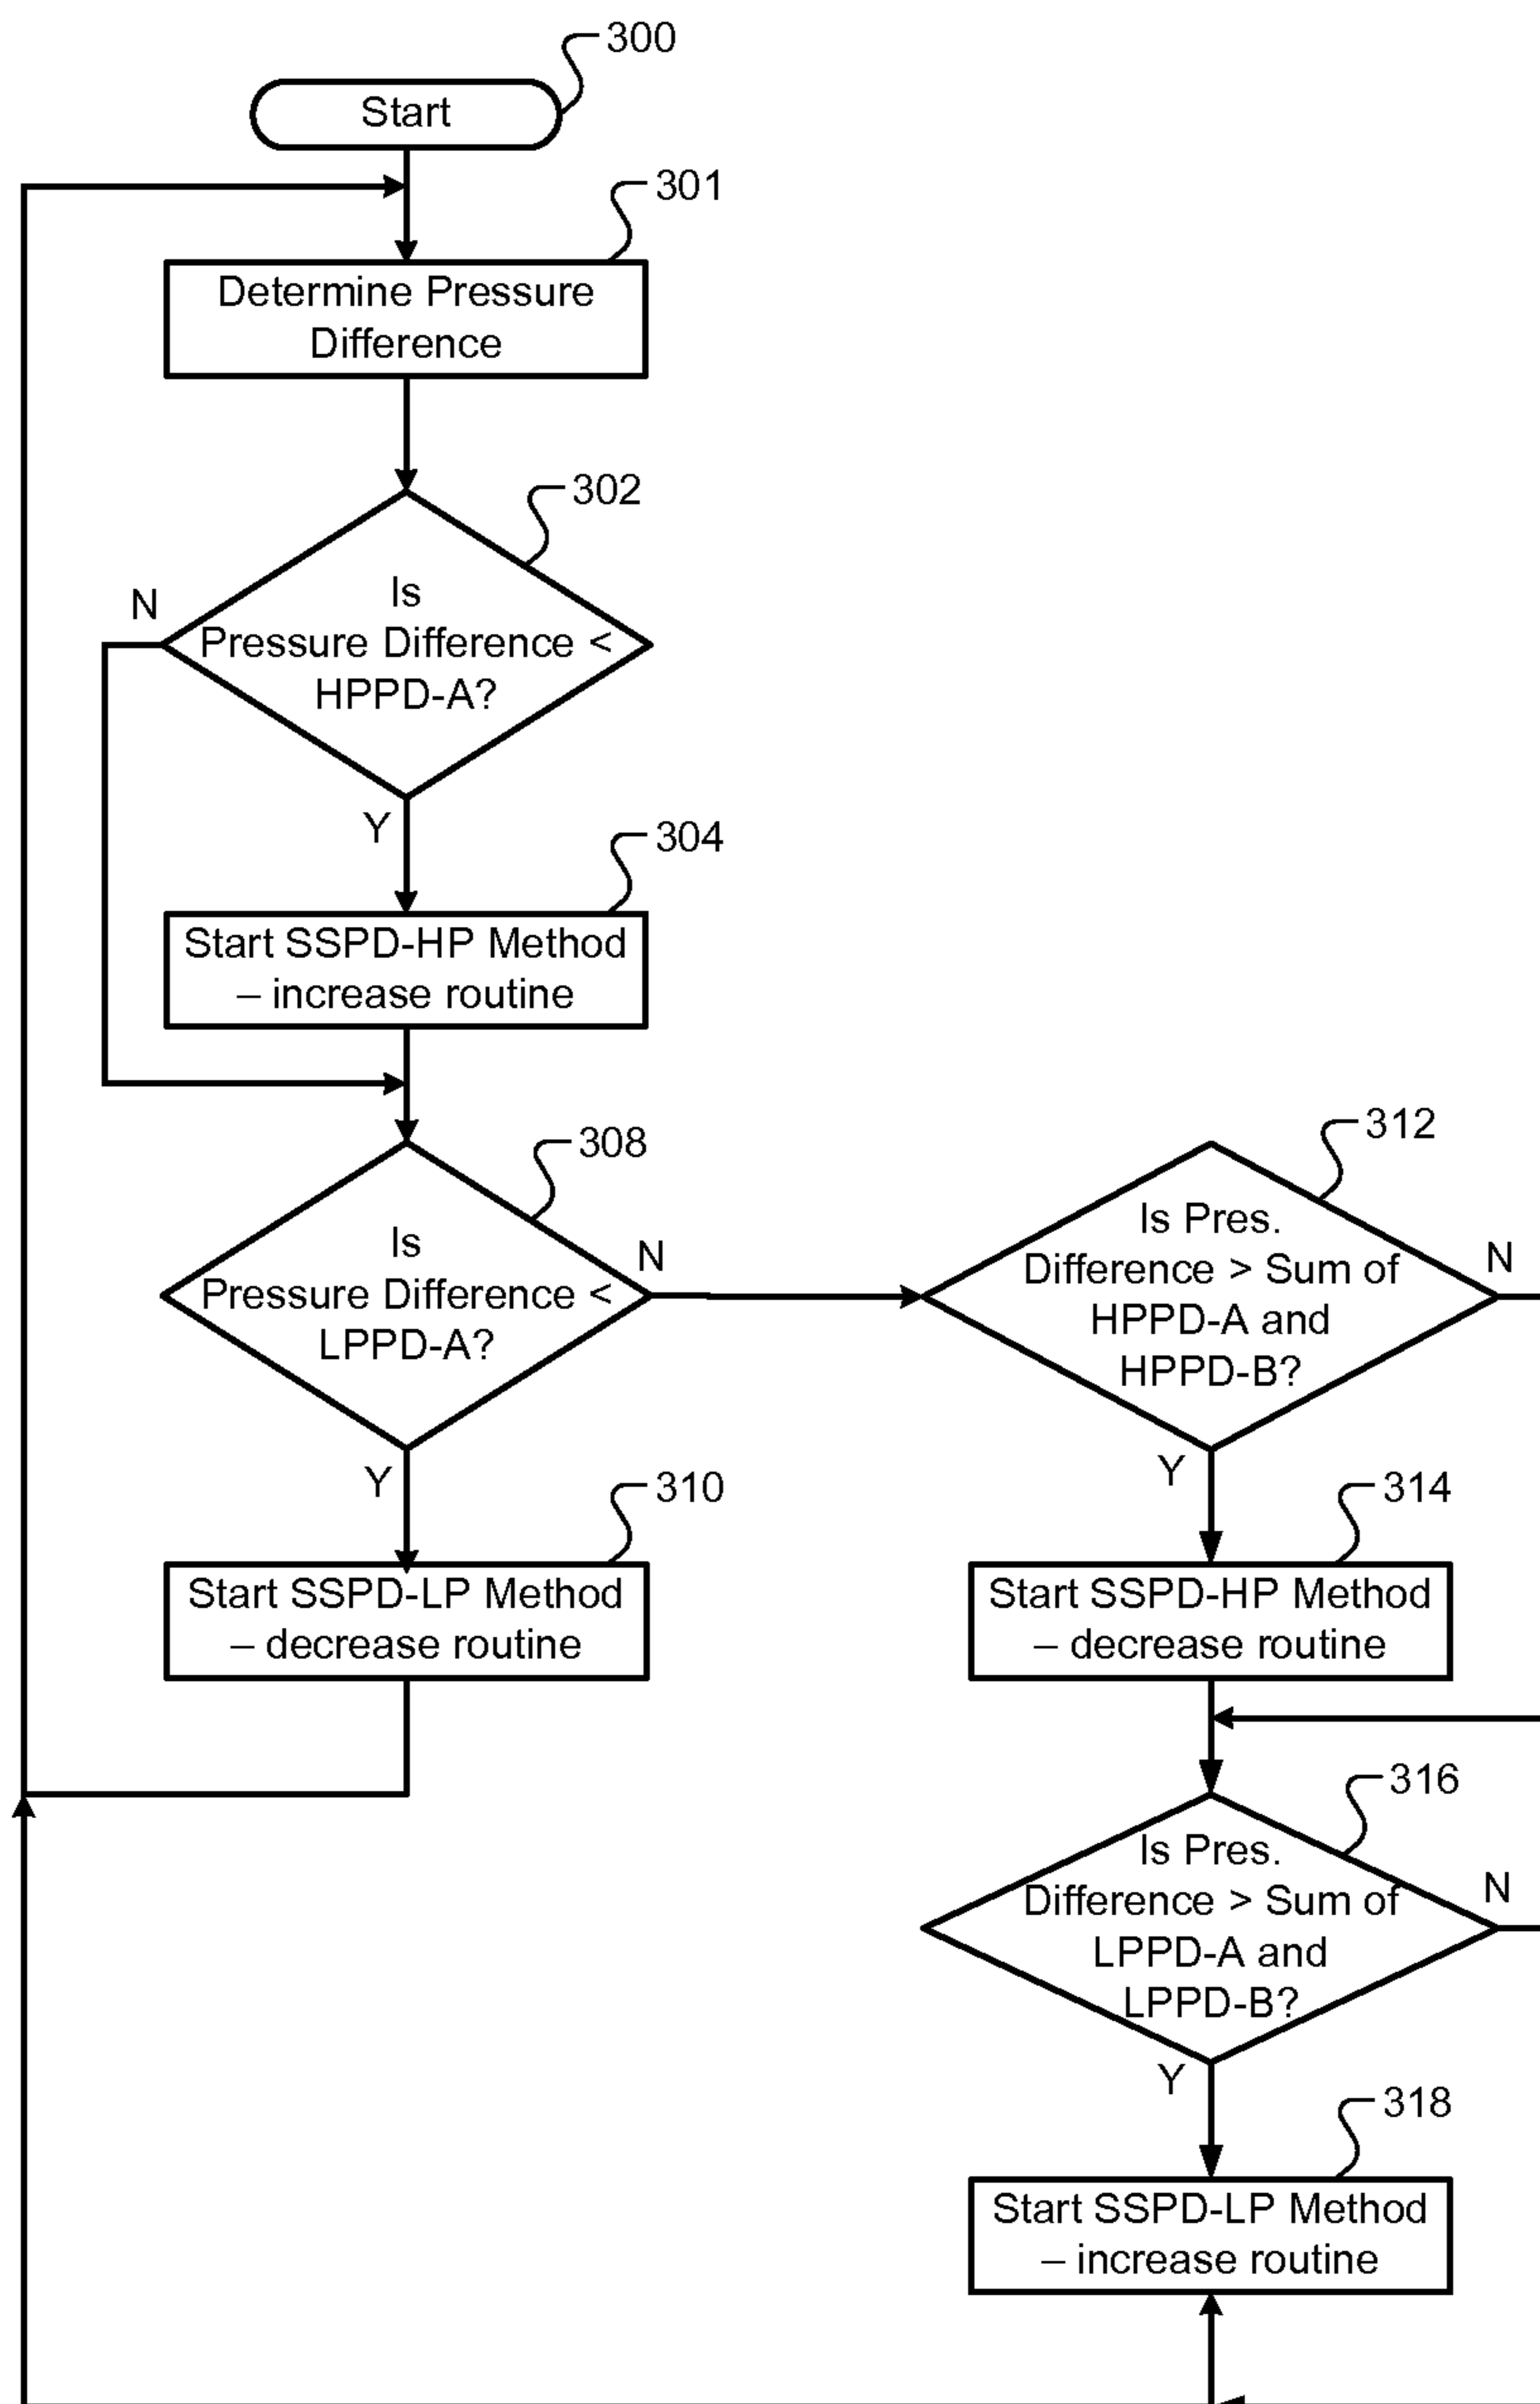 300
Start
301
Determine Pressure
Difference
302
N
Is
Pressure Difference <
HPPD-A?
Y
304
Start SSPD-HP Method
– increase routine
308
Is
Pressure Difference <
LPPD-A?
N
Y
310
Start SSPD-LP Method
– decrease routine
312
Is Pres.
Difference > Sum of
HPPD-A and
HPPD-B?
N
Y
314
Start SSPD-HP Method
– decrease routine
316
Is Pres.
Difference > Sum of
LPPD-A and
LPPD-B?
N
Y
318
Start SSPD-LP Method
– increase routine